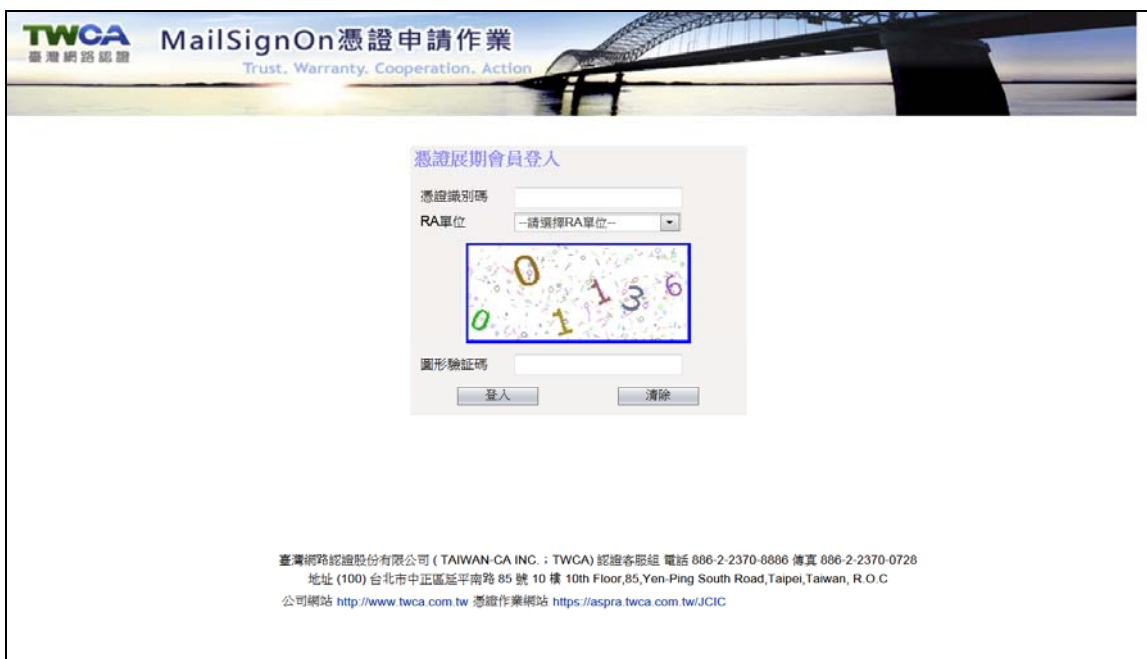 TWCA
臺灣網路認證
MailSignOn憑證申請作業
Trust, Warranty, Cooperation, Action
憑證展期會員登入
憑證識別碼
RA單位 --請選擇RA單位--
0 0 1 1 3 6
圖形驗証碼
登入 清除
臺灣網路認證股份有限公司 ( TAIWAN-CA INC.；TWCA) 認證客服組 電話 886-2-2370-8886 傳真 886-2-2370-0728
地址 (100) 台北市中正區延平南路 85 號 10 樓 10th Floor,85,Yen-Ping South Road,Taipei,Taiwan, R.O.C
公司網站 http://www.twca.com.tw 憑證作業網站 https://aspra.twca.com.tw/JCIC